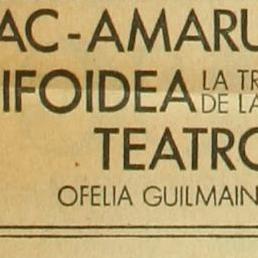 AC-AMARU
IFOIDEA LA TR
DE LA
TEATRO
OFELIA GUILMAIN